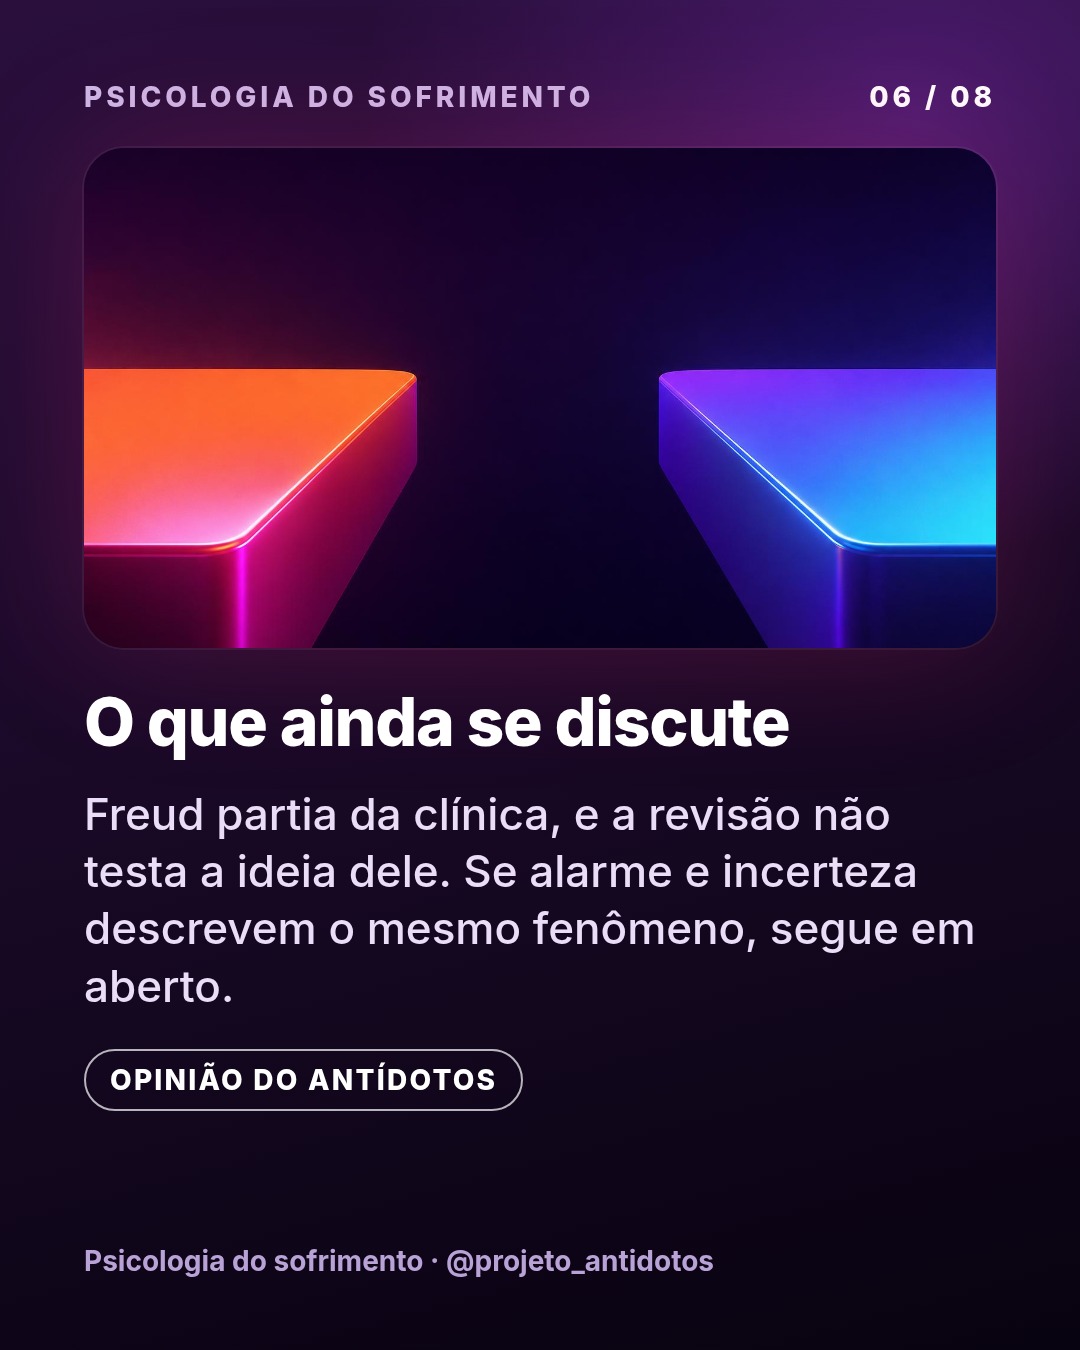 PSICOLOGIA DO SOFRIMENTO
06 / 08
O que ainda se discute
Freud partia da clínica, e a revisão não
testa a ideia dele. Se alarme e incerteza
descrevem o mesmo fenômeno, segue em
aberto.
OPINIÃO DO ANTÍDOTOS
Psicologia do sofrimento · @projeto_antidotos